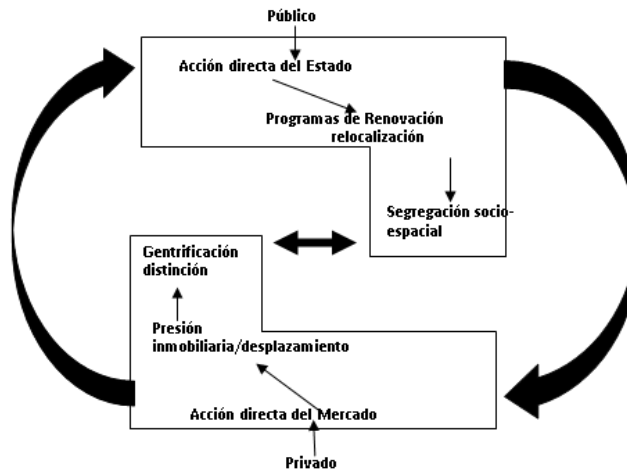 Público
Acción directa del Estado
Programas de Renovación
relocalización
Segregación socio-
espacial
Gentrificación
distinción
Presión
inmobiliaria/desplazamiento
Acción directa del Mercado
Privado